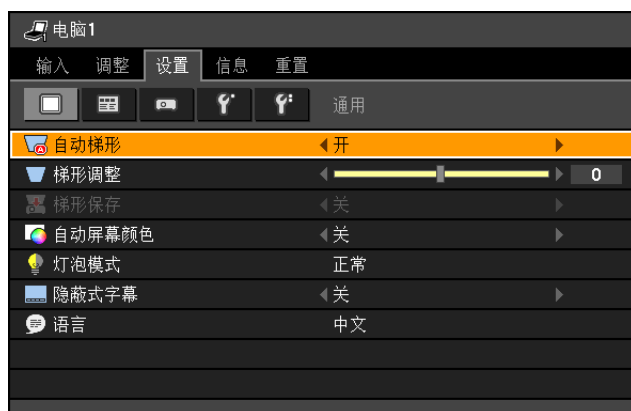 电脑1
输入 调整 设置 信息 重置
通用
自动梯形 开
梯形调整 0
梯形保存 关
自动屏幕颜色 关
灯泡模式 正常
隐蔽式字幕 关
语言 中文